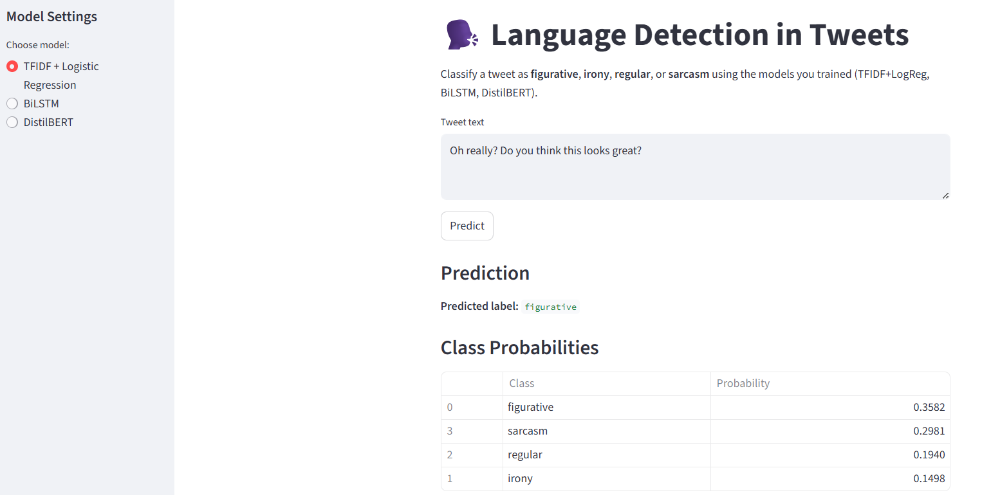 Model Settings
Choose model:
TFIDF + Logistic
Regression
BiLSTM
DistilBERT
Language Detection in Tweets
Classify a tweet as figurative, irony, regular, or sarcasm using the models you trained (TFIDF+LogReg,
BiLSTM, DistilBERT).
Tweet text
Oh really? Do you think this looks great?
Predict
Prediction
Predicted label: figurative
Class Probabilities
Class Probability
0 figurative 0.3582
3 sarcasm 0.2981
2 regular 0.1940
1 irony 0.1498